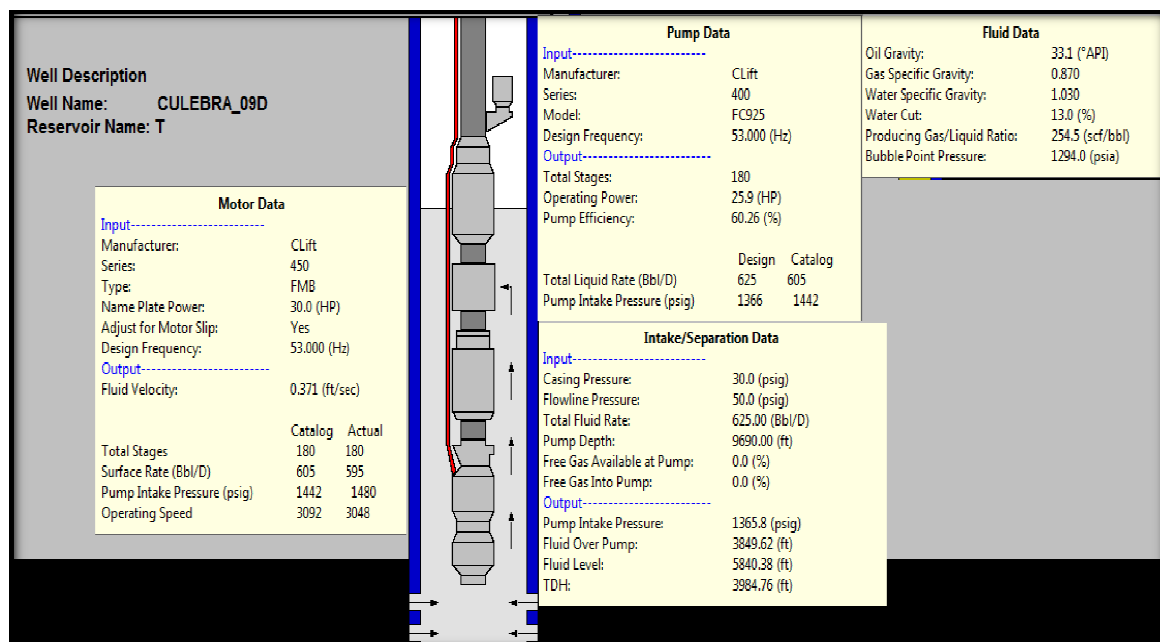 Well Description
Well Name: CULEBRA_09D
Reservoir Name: T
Motor Data
Input--------------------------
Manufacturer: CLift
Series: 450
Type: FMB
Name Plate Power: 30.0 (HP)
Adjust for Motor Slip: Yes
Design Frequency: 53.000 (Hz)
Output-------------------------
Fluid Velocity: 0.371 (ft/sec)
Catalog Actual
Total Stages 180 180
Surface Rate (Bbl/D) 605 595
Pump Intake Pressure (psig) 1442 1480
Operating Speed 3092 3048
Pump Data
Input--------------------------
Manufacturer: CLift
Series: 400
Model: FC925
Design Frequency: 53.000 (Hz)
Output-------------------------
Total Stages: 180
Operating Power: 25.9 (HP)
Pump Efficiency: 60.26 (%)
Design Catalog
Total Liquid Rate (Bbl/D) 625 605
Pump Intake Pressure (psig) 1366 1442
Intake/Separation Data
Input--------------------------
Casing Pressure: 30.0 (psig)
Flowline Pressure: 50.0 (psig)
Total Fluid Rate: 625.00 (Bbl/D)
Pump Depth: 9690.00 (ft)
Free Gas Available at Pump: 0.0 (%)
Free Gas Into Pump: 0.0 (%)
Output-------------------------
Pump Intake Pressure: 1365.8 (psig)
Fluid Over Pump: 3849.62 (ft)
Fluid Level: 5840.38 (ft)
TDH: 3984.76 (ft)
Fluid Data
Oil Gravity: 33.1 (°API)
Gas Specific Gravity: 0.870
Water Specific Gravity: 1.030
Water Cut: 13.0 (%)
Producing Gas/Liquid Ratio: 254.5 (scf/bbl)
Bubble Point Pressure: 1294.0 (psia)